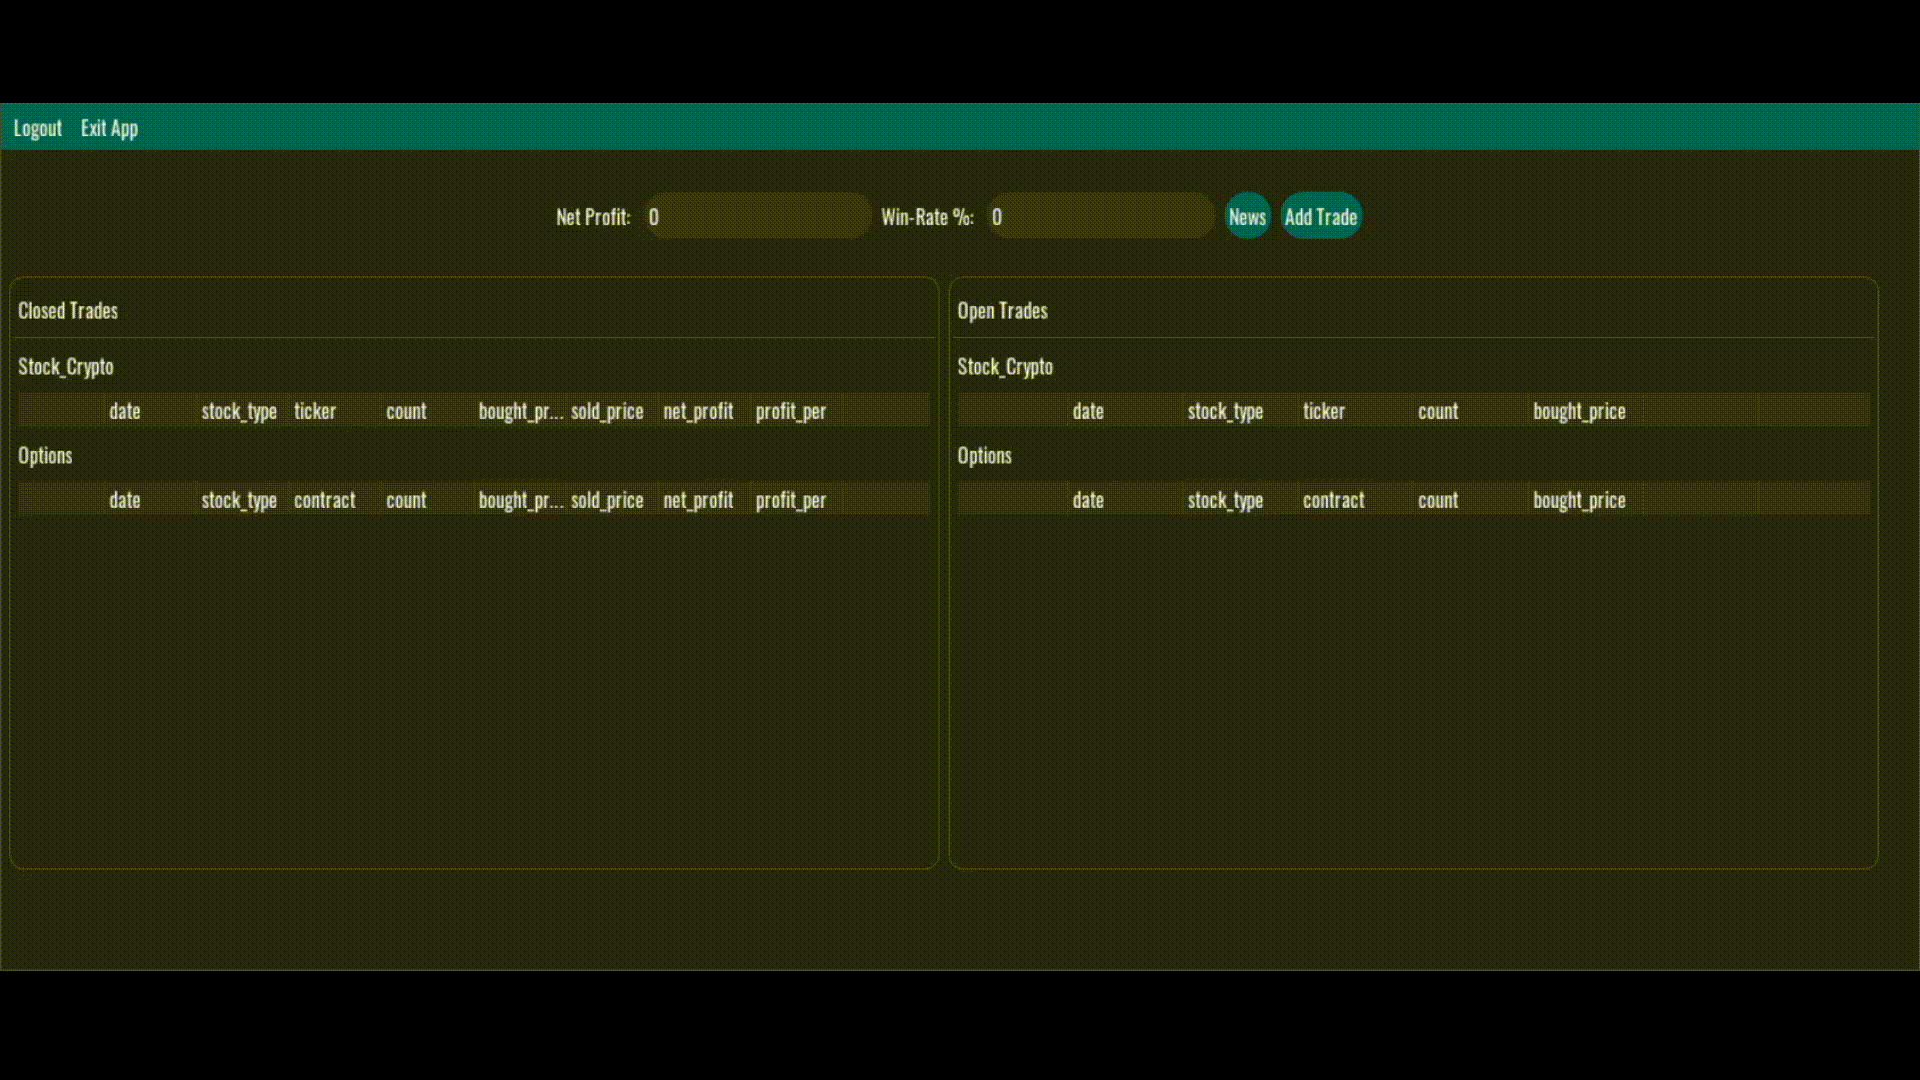 Logout Exit App
Net Profit: 0 Win-Rate %: 0 News Add Trade
Closed Trades
Stock_Crypto
date stock_type ticker count bought_pr... sold_price net_profit profit_per
Options
date stock_type contract count bought_pr... sold_price net_profit profit_per
Open Trades
Stock_Crypto
date stock_type ticker count bought_price
Options
date stock_type contract count bought_price